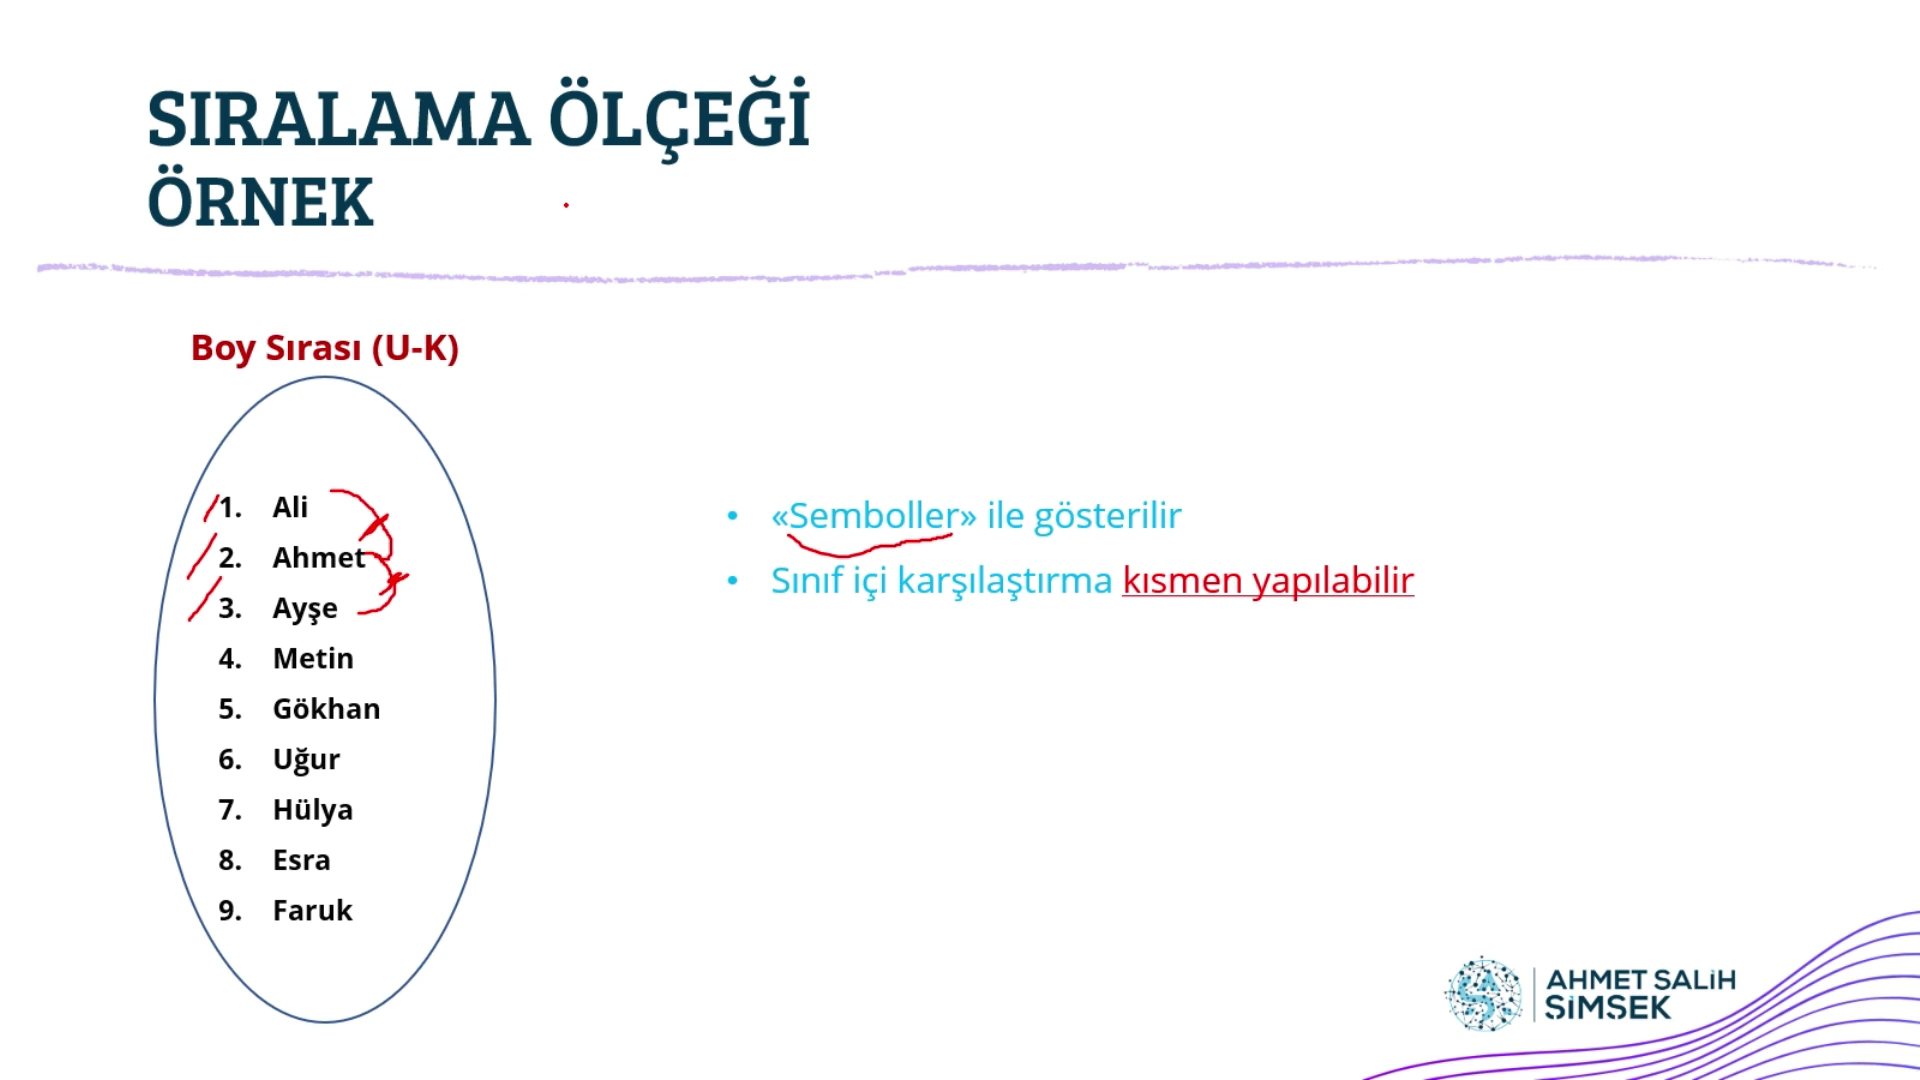 SIRALAMA ÖLÇEĞİ
ÖRNEK
Boy Sırası (U-K)
1. Ali
2. Ahmet
3. Ayşe
4. Metin
5. Gökhan
6. Uğur
7. Hülya
8. Esra
9. Faruk
• «Semboller» ile gösterilir
• Sınıf içi karşılaştırma kısmen yapılabilir
AHMET SALİH
SİMSEK